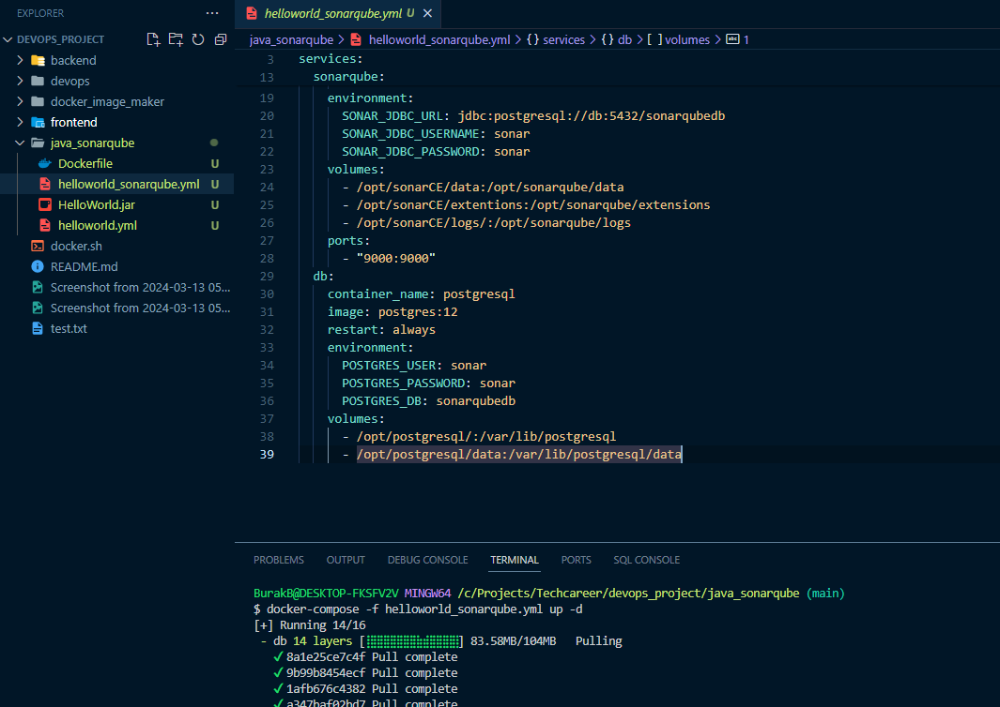 EXPLORER
DEVOPS_PROJECT
backend
devops
docker_image_maker
frontend
java_sonarqube
Dockerfile U
helloworld_sonarqube.yml U
HelloWorld.jar U
helloworld.yml U
docker.sh
README.md
Screenshot from 2024-03-13 05...
Screenshot from 2024-03-13 05...
test.txt
helloworld_sonarqube.yml U
java_sonarqube > helloworld_sonarqube.yml > {} services > {} db > [ ] volumes > abc 1
3 services:
13 sonarqube:
19 environment:
20 SONAR_JDBC_URL: jdbc:postgresql://db:5432/sonarqubedb
21 SONAR_JDBC_USERNAME: sonar
22 SONAR_JDBC_PASSWORD: sonar
23 volumes:
24 - /opt/sonarCE/data:/opt/sonarqube/data
25 - /opt/sonarCE/extentions:/opt/sonarqube/extensions
26 - /opt/sonarCE/logs/:/opt/sonarqube/logs
27 ports:
28 - "9000:9000"
29 db:
30 container_name: postgresql
31 image: postgres:12
32 restart: always
33 environment:
34 POSTGRES_USER: sonar
35 POSTGRES_PASSWORD: sonar
36 POSTGRES_DB: sonarqubedb
37 volumes:
38 - /opt/postgresql/:/var/lib/postgresql
39 - /opt/postgresql/data:/var/lib/postgresql/data
PROBLEMS OUTPUT DEBUG CONSOLE TERMINAL PORTS SQL CONSOLE
BurakB@DESKTOP-FKSFV2V MINGW64 /c/Projects/Techcareer/devops_project/java_sonarqube (main)
$ docker-compose -f helloworld_sonarqube.yml up -d
[+] Running 14/16
- db 14 layers [] 83.58MB/104MB Pulling
✓ 8a1e25ce7c4f Pull complete
✓ 9b99b8454ecf Pull complete
✓ 1afb676c4382 Pull complete
✓ a347baf02bd7 Pull complete